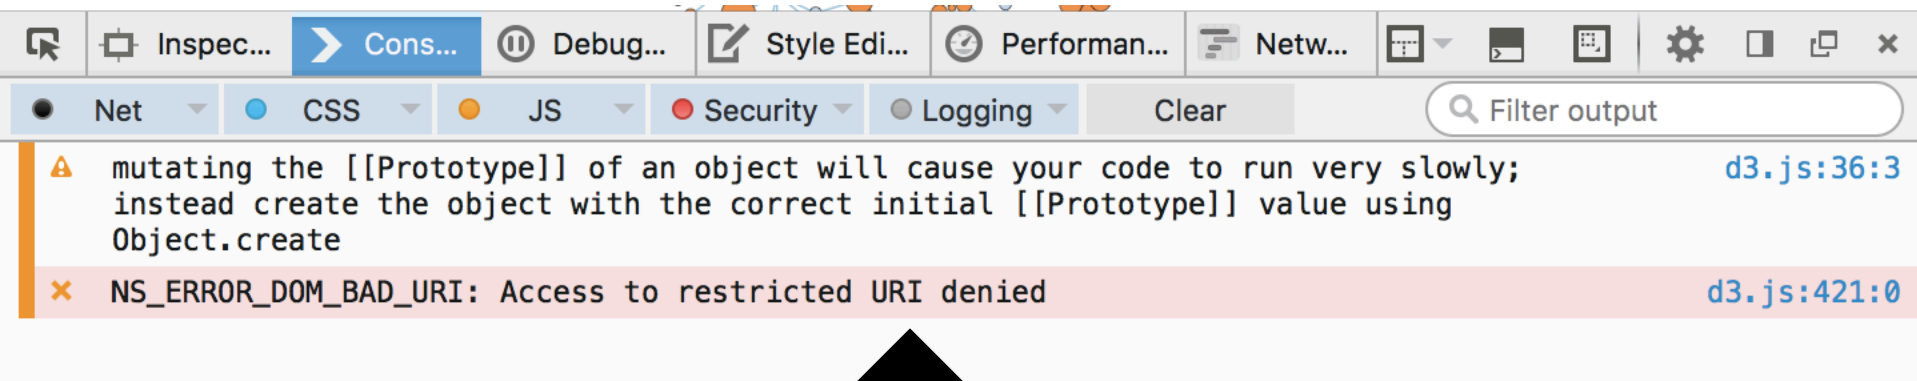 Inspec... Cons... Debug... Style Edi... Performan... Netw...
Net CSS JS Security Logging Clear Filter output
mutating the [[Prototype]] of an object will cause your code to run very slowly; d3.js:36:3
instead create the object with the correct initial [[Prototype]] value using
Object.create
NS_ERROR_DOM_BAD_URI: Access to restricted URI denied d3.js:421:0